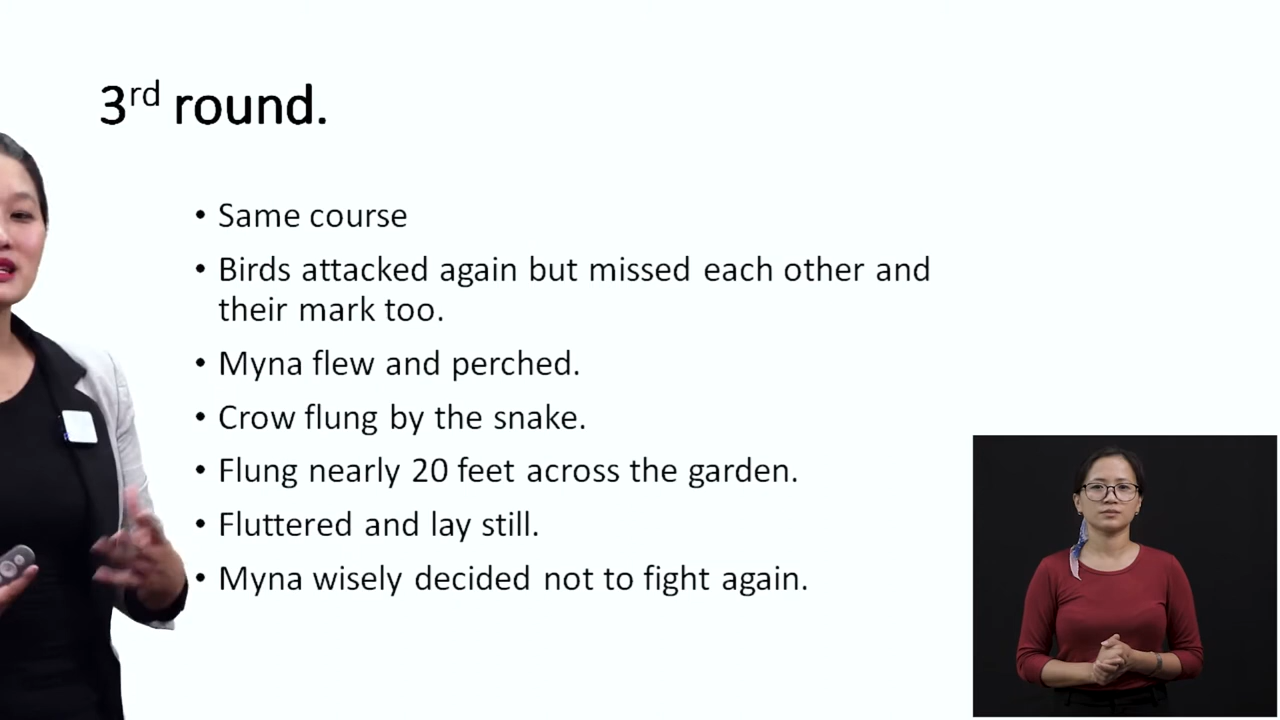 3rd round.
• Same course
• Birds attacked again but missed each other and
their mark too.
• Myna flew and perched.
• Crow flung by the snake.
• Flung nearly 20 feet across the garden.
• Fluttered and lay still.
• Myna wisely decided not to fight again.